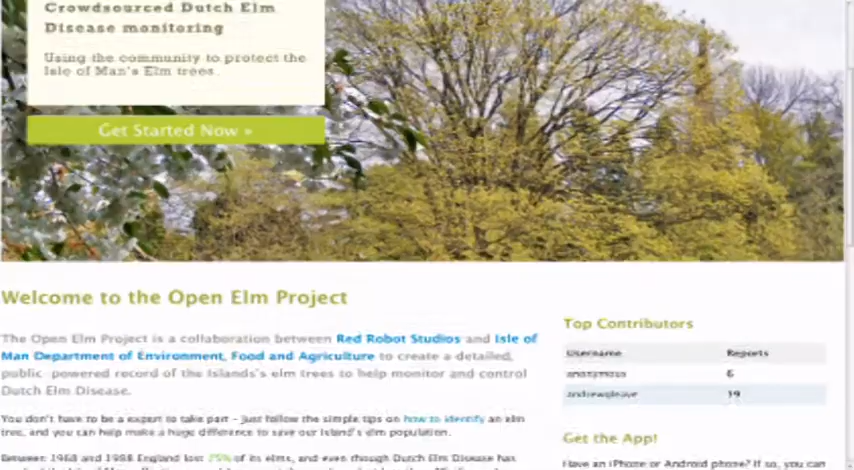 Crowdsourced Dutch Elm
Disease monitoring
Using the community to protect the
Isle of Man's Elm trees.
Get Started Now »
Welcome to the Open Elm Project
The Open Elm Project is a collaboration between Red Robot Studios and Isle of
Man Department of Environment, Food and Agriculture to create a detailed,
public-powered record of the Islands's elm trees to help monitor and control
Dutch Elm Disease.
You don't have to be a expert to take part - just follow the simple tips on how to identify an elm
tree, and you can help make a huge difference to save our Island's elm population.
Between 1968 and 1988 England lost 75% of its elms, and even though Dutch Elm Disease has
Top Contributors
Username Reports
anonymous 6
andrewgleave 19
Get the App!
Have an iPhone or Android phone? If so, you can